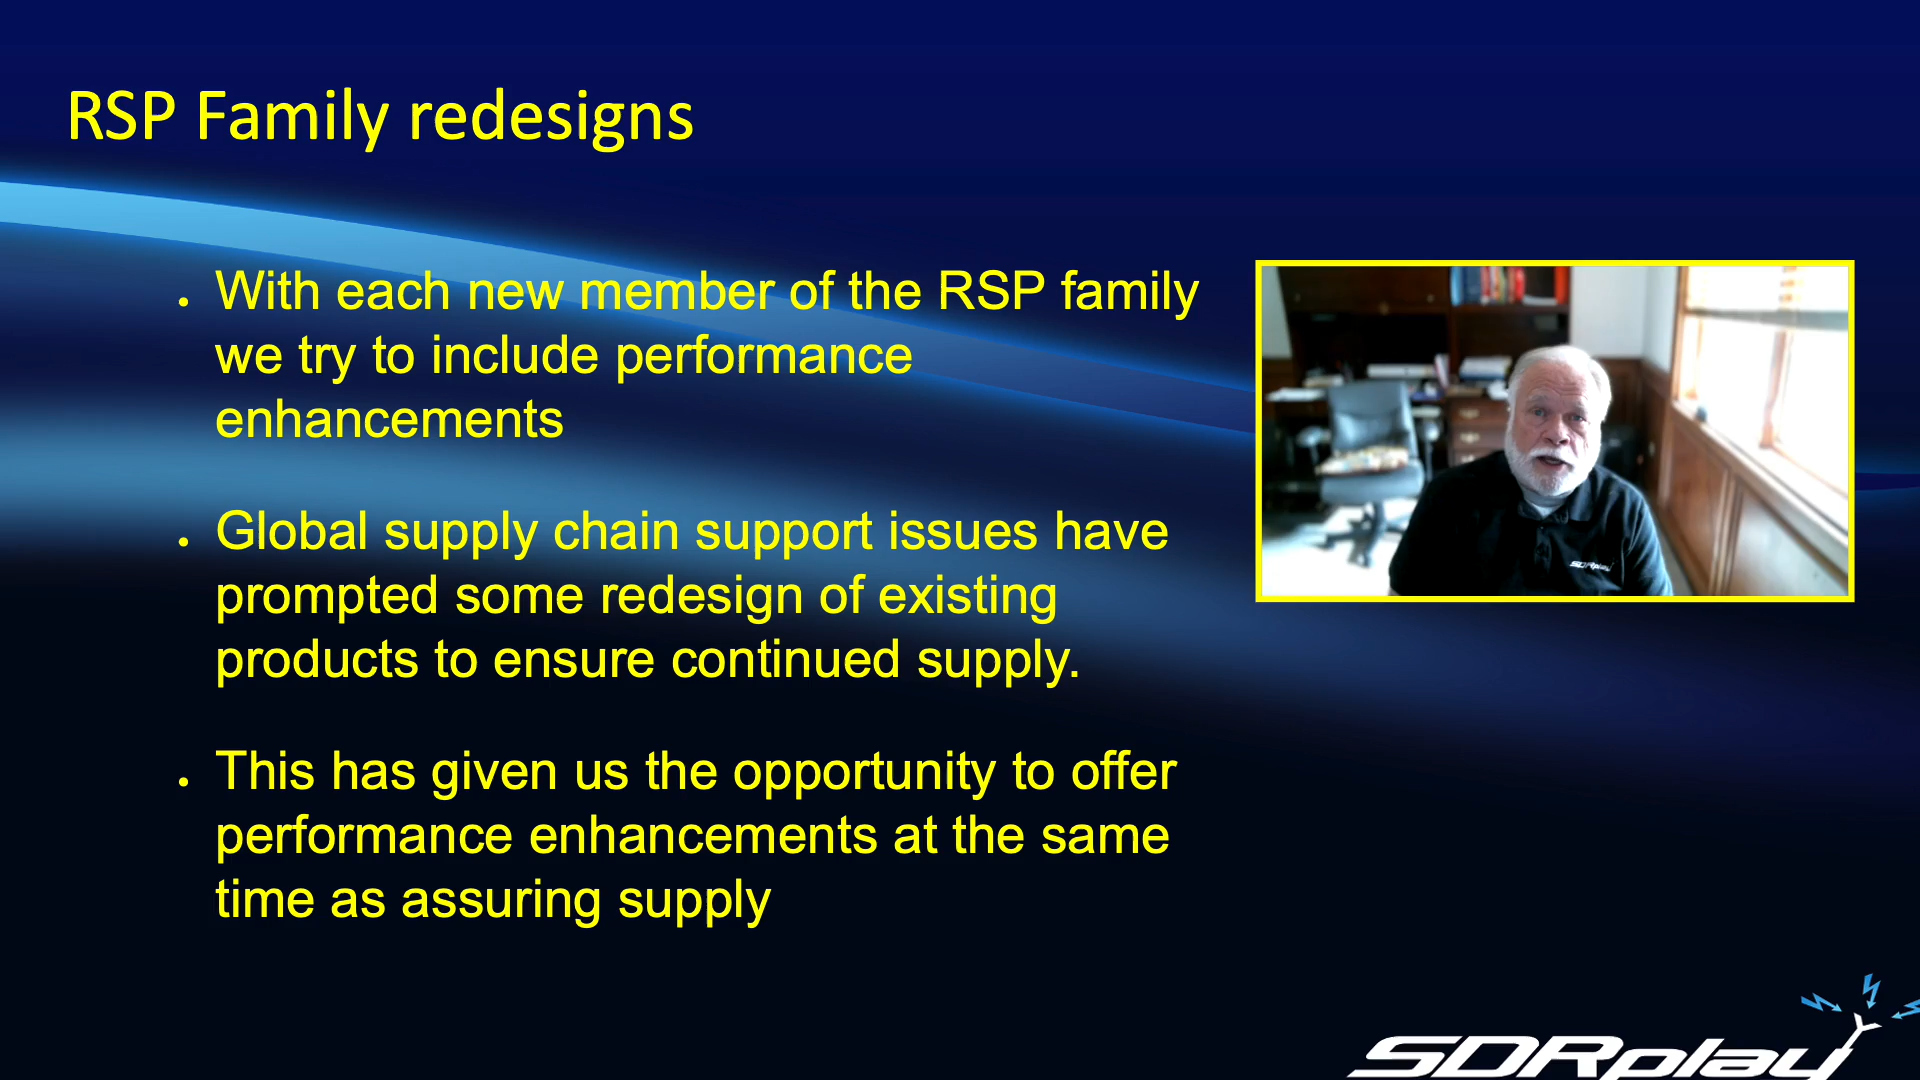 RSP Family redesigns
• With each new member of the RSP family
we try to include performance
enhancements
• Global supply chain support issues have
prompted some redesign of existing
products to ensure continued supply.
• This has given us the opportunity to offer
performance enhancements at the same
time as assuring supply
SDRplay
SDRplay